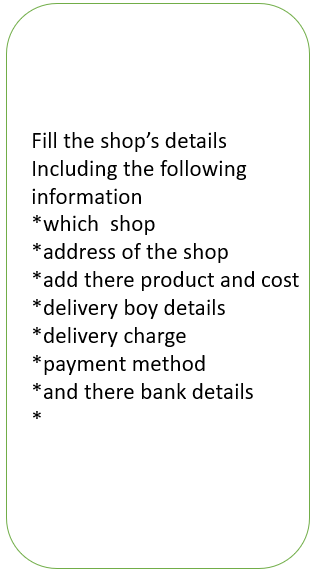 Fill the shop’s details
Including the following
information
*which  shop
*address of the shop
*add there product and cost
*delivery boy details
*delivery charge
*payment method
*and there bank details
*